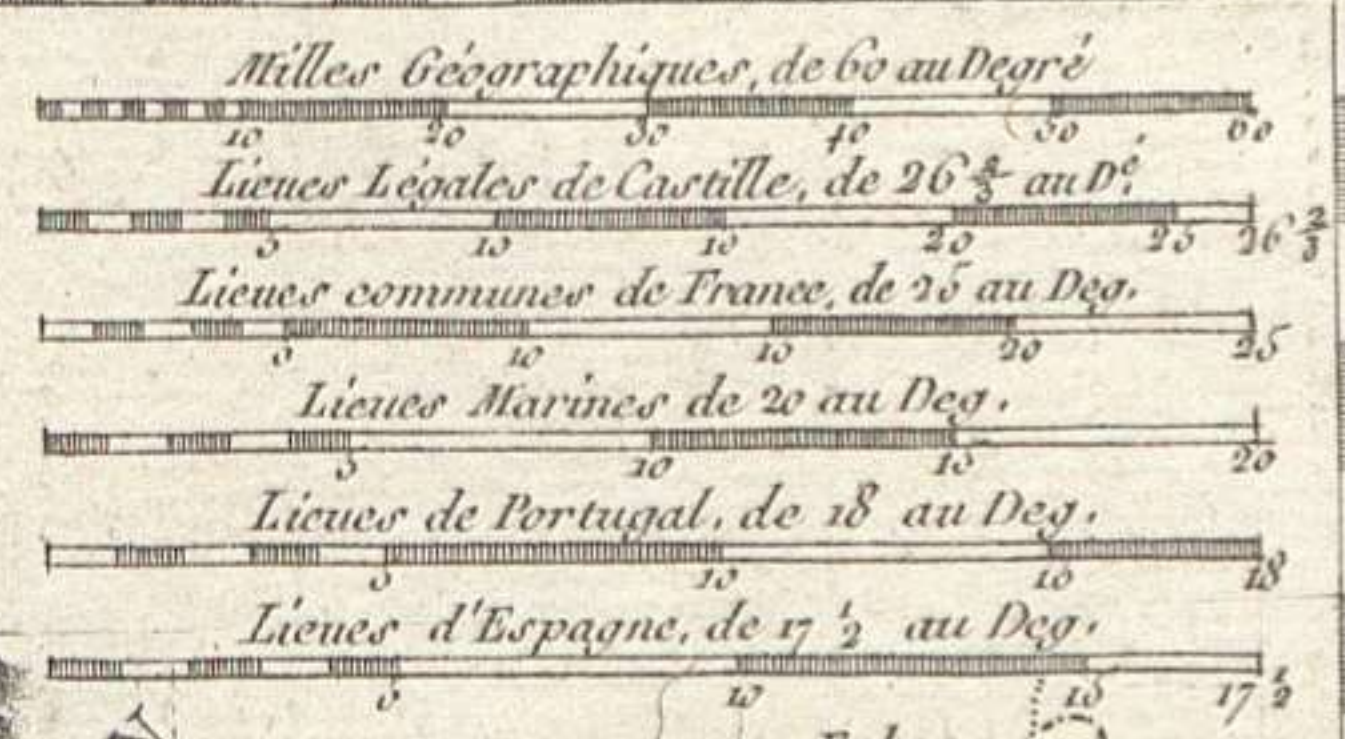 Milles Géographiques, de 60 au Degré
10 20 30 40 50 60
Lieues Légales de Castille, de 26 2/3 au Dé.
5 10 15 20 25 26 2/3
Lieues communes de France, de 25 au Deg.
5 10 15 20 25
Lieues Marines de 20 au Deg.
5 10 15 20
Lieues de Portugal, de 18 au Deg.
5 10 15 18
Lieues d'Espagne, de 17 1/2 au Deg.
5 10 15 17 1/2